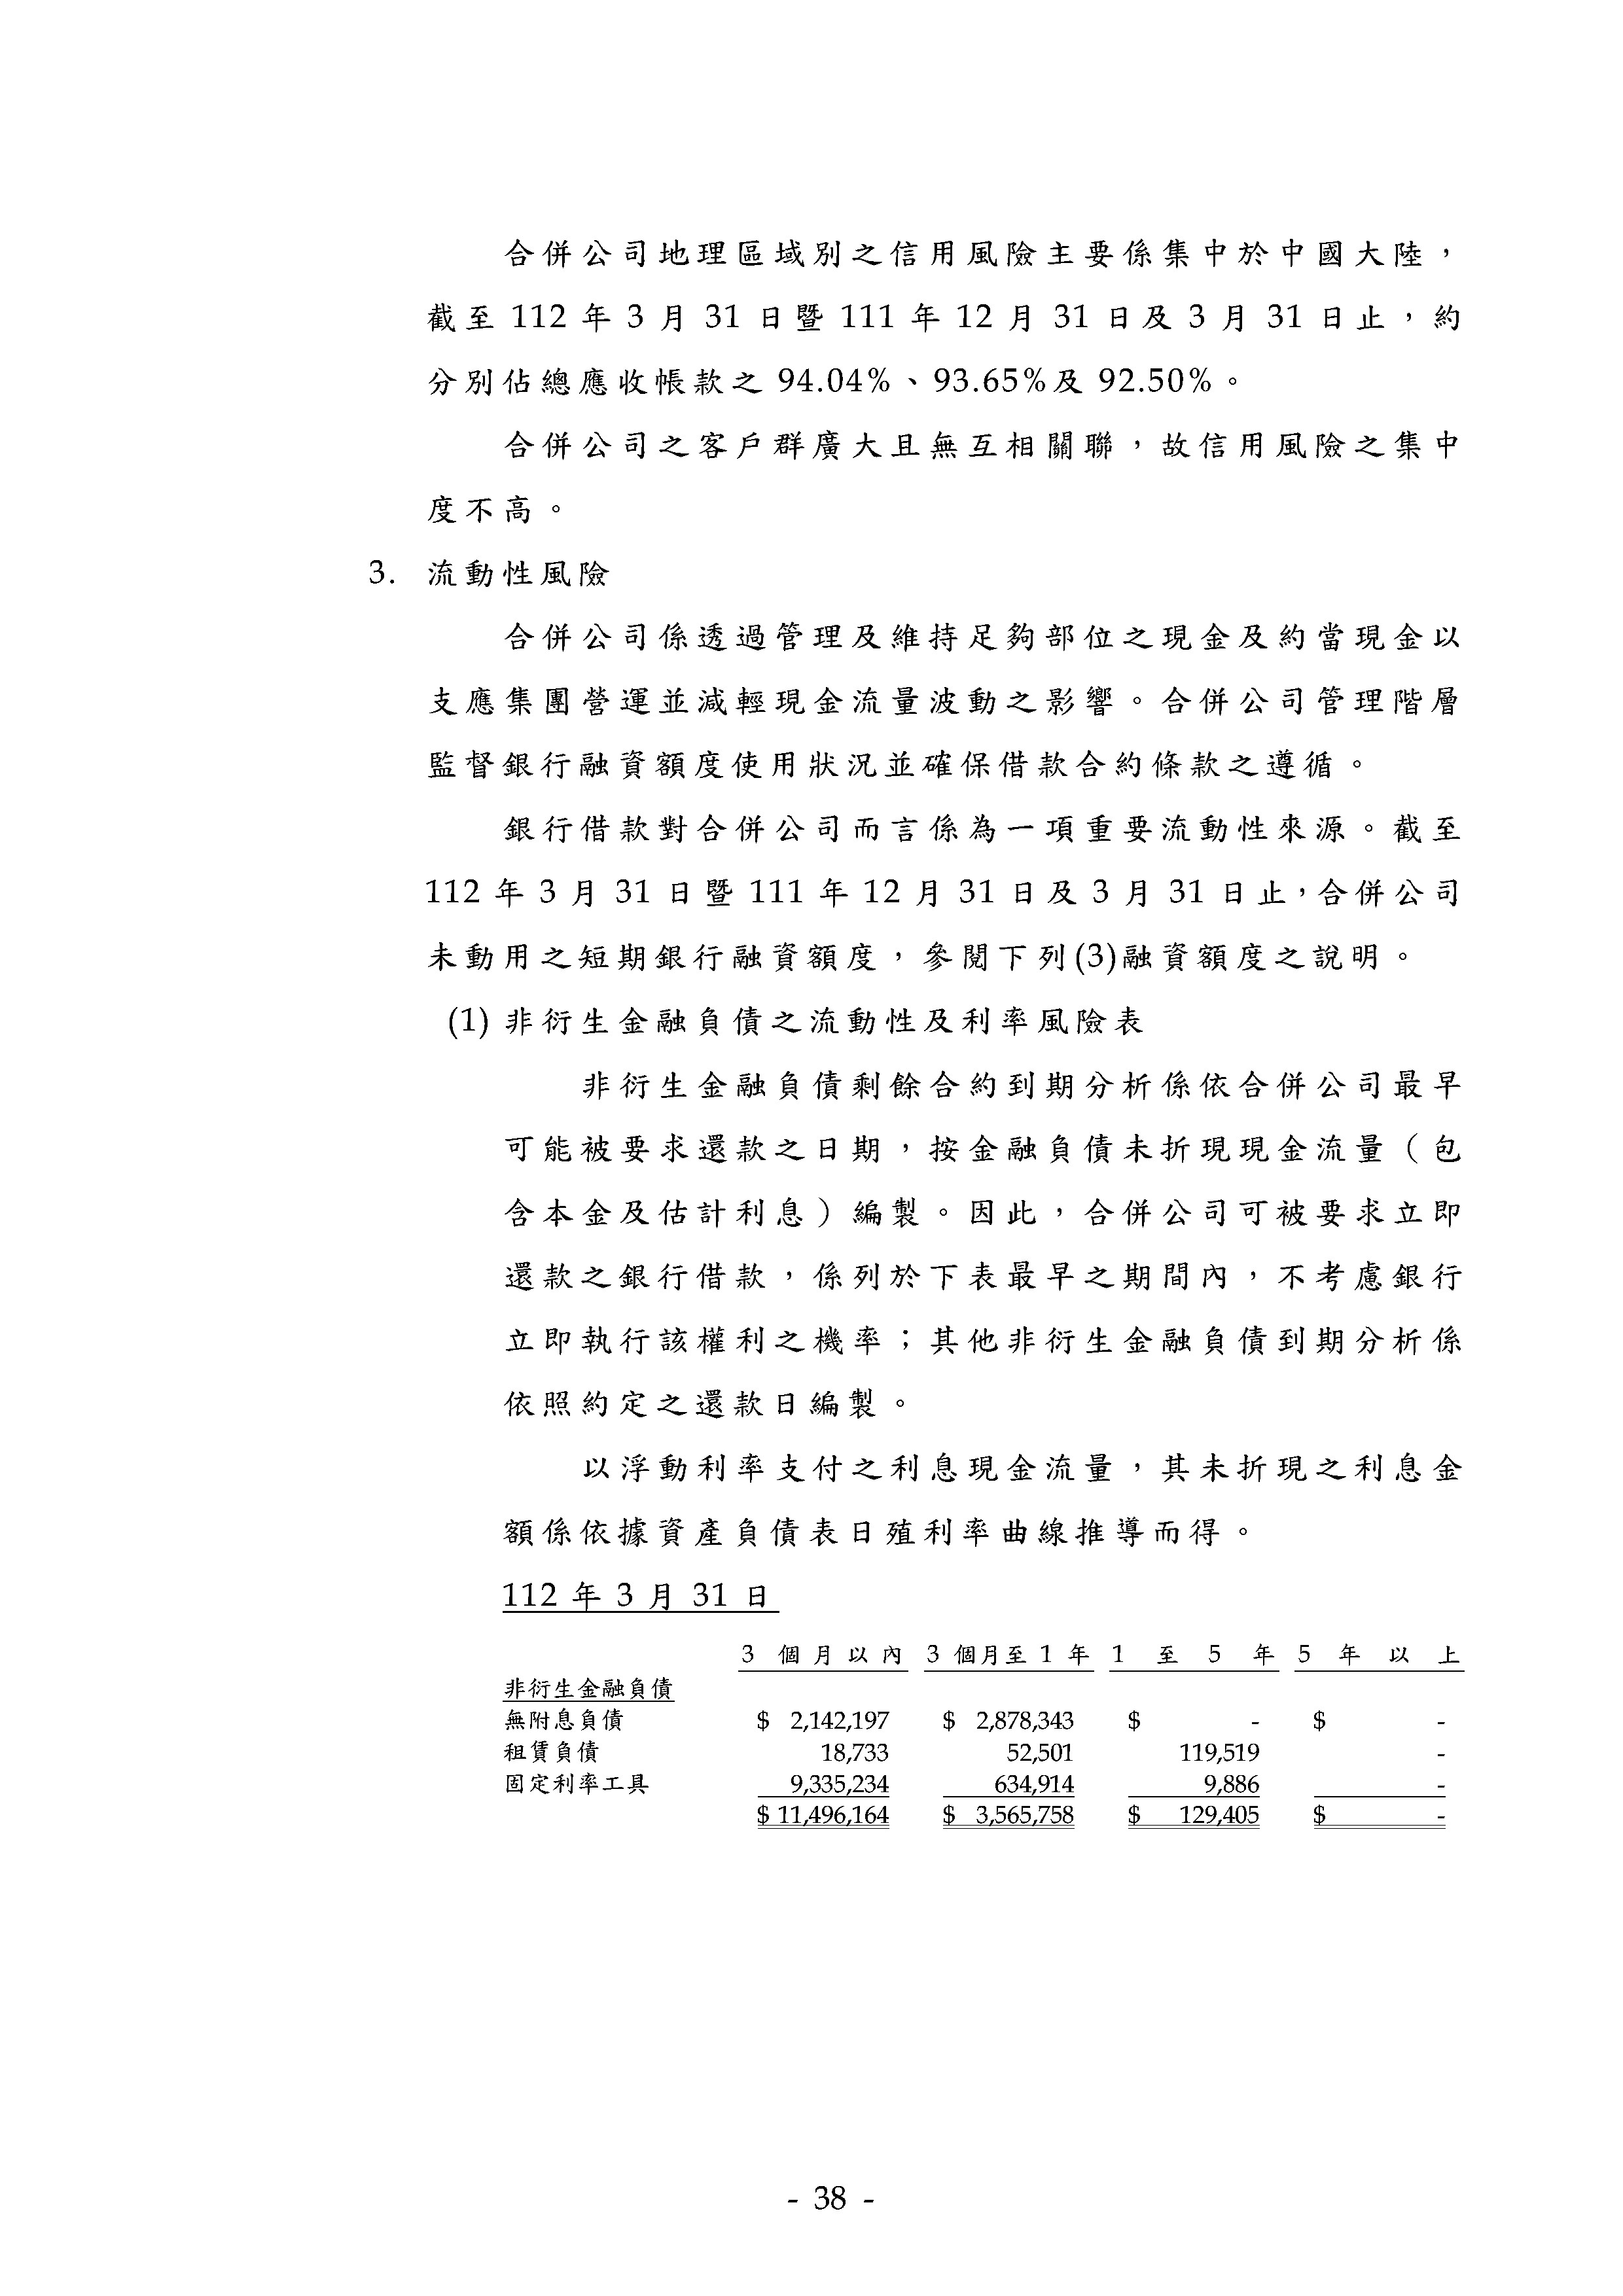 合併公司地理區域別之信用風險主要係集中於中國大陸，
截至 112 年 3 月 31 日暨 111 年 12 月 31 日及 3 月 31 日止，約
分別佔總應收帳款之 94.04%、93.65%及 92.50%。
合併公司之客戶群廣大且無互相關聯，故信用風險之集中
度不高。
3. 流動性風險
合併公司係透過管理及維持足夠部位之現金及約當現金以
支應集團營運並減輕現金流量波動之影響。合併公司管理階層
監督銀行融資額度使用狀況並確保借款合約條款之遵循。
銀行借款對合併公司而言係為一項重要流動性來源。截至
112 年 3 月 31 日暨 111 年 12 月 31 日及 3 月 31 日止，合併公司
未動用之短期銀行融資額度，參閱下列(3)融資額度之說明。
(1) 非衍生金融負債之流動性及利率風險表
非衍生金融負債剩餘合約到期分析係依合併公司最早
可能被要求還款之日期，按金融負債未折現現金流量（包
含本金及估計利息）編製。因此，合併公司可被要求立即
還款之銀行借款，係列於下表最早之期間內，不考慮銀行
立即執行該權利之機率；其他非衍生金融負債到期分析係
依照約定之還款日編製。
以浮動利率支付之利息現金流量，其未折現之利息金
額係依據資產負債表日殖利率曲線推導而得。
112 年 3 月 31 日
3 個月以內 3 個月至 1 年 1 至 5 年 5 年以上
非衍生金融負債
無附息負債 $ 2,142,197 $ 2,878,343 $ - $ -
租賃負債 18,733 52,501 119,519 -
固定利率工具 9,335,234 634,914 9,886 -
$ 11,496,164 $ 3,565,758 $ 129,405 $ -
- 38 -